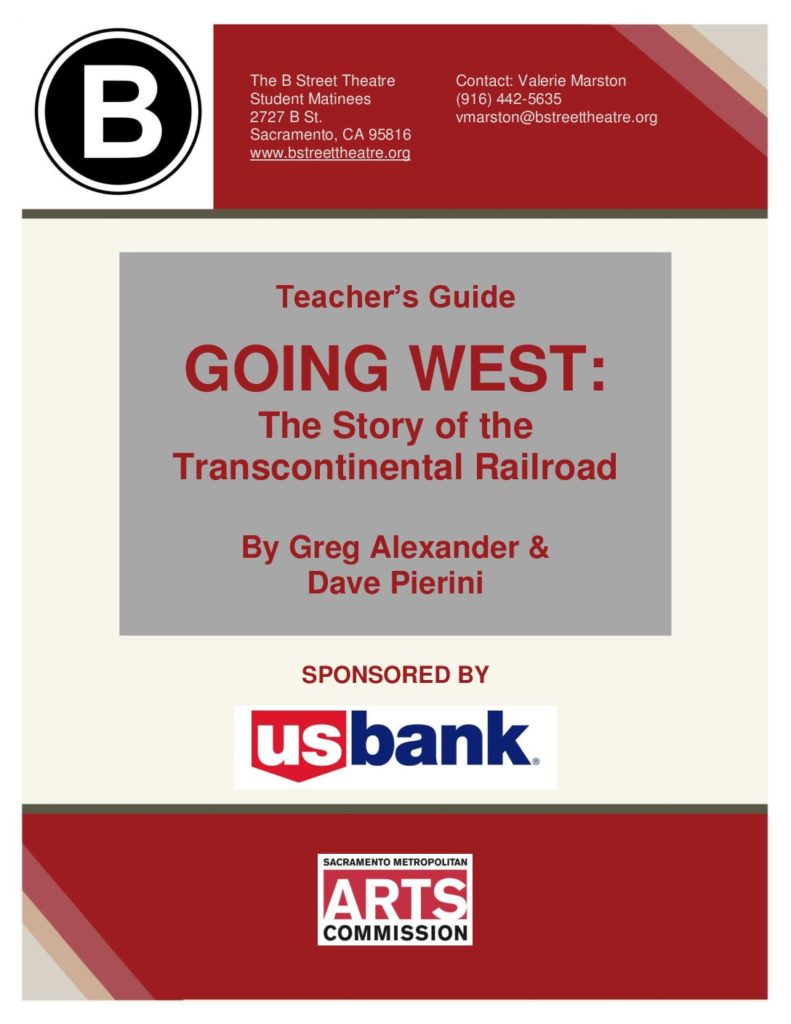 B
The B Street Theatre
Student Matinees
2727 B St.
Sacramento, CA 95816
www.bstreettheatre.org
Contact: Valerie Marston
(916) 442-5635
vmarston@bstreettheatre.org
Teacher’s Guide
GOING WEST:
The Story of the
Transcontinental Railroad
By Greg Alexander &
Dave Pierini
SPONSORED BY
usbank®
SACRAMENTO METROPOLITAN
ARTS
COMMISSION